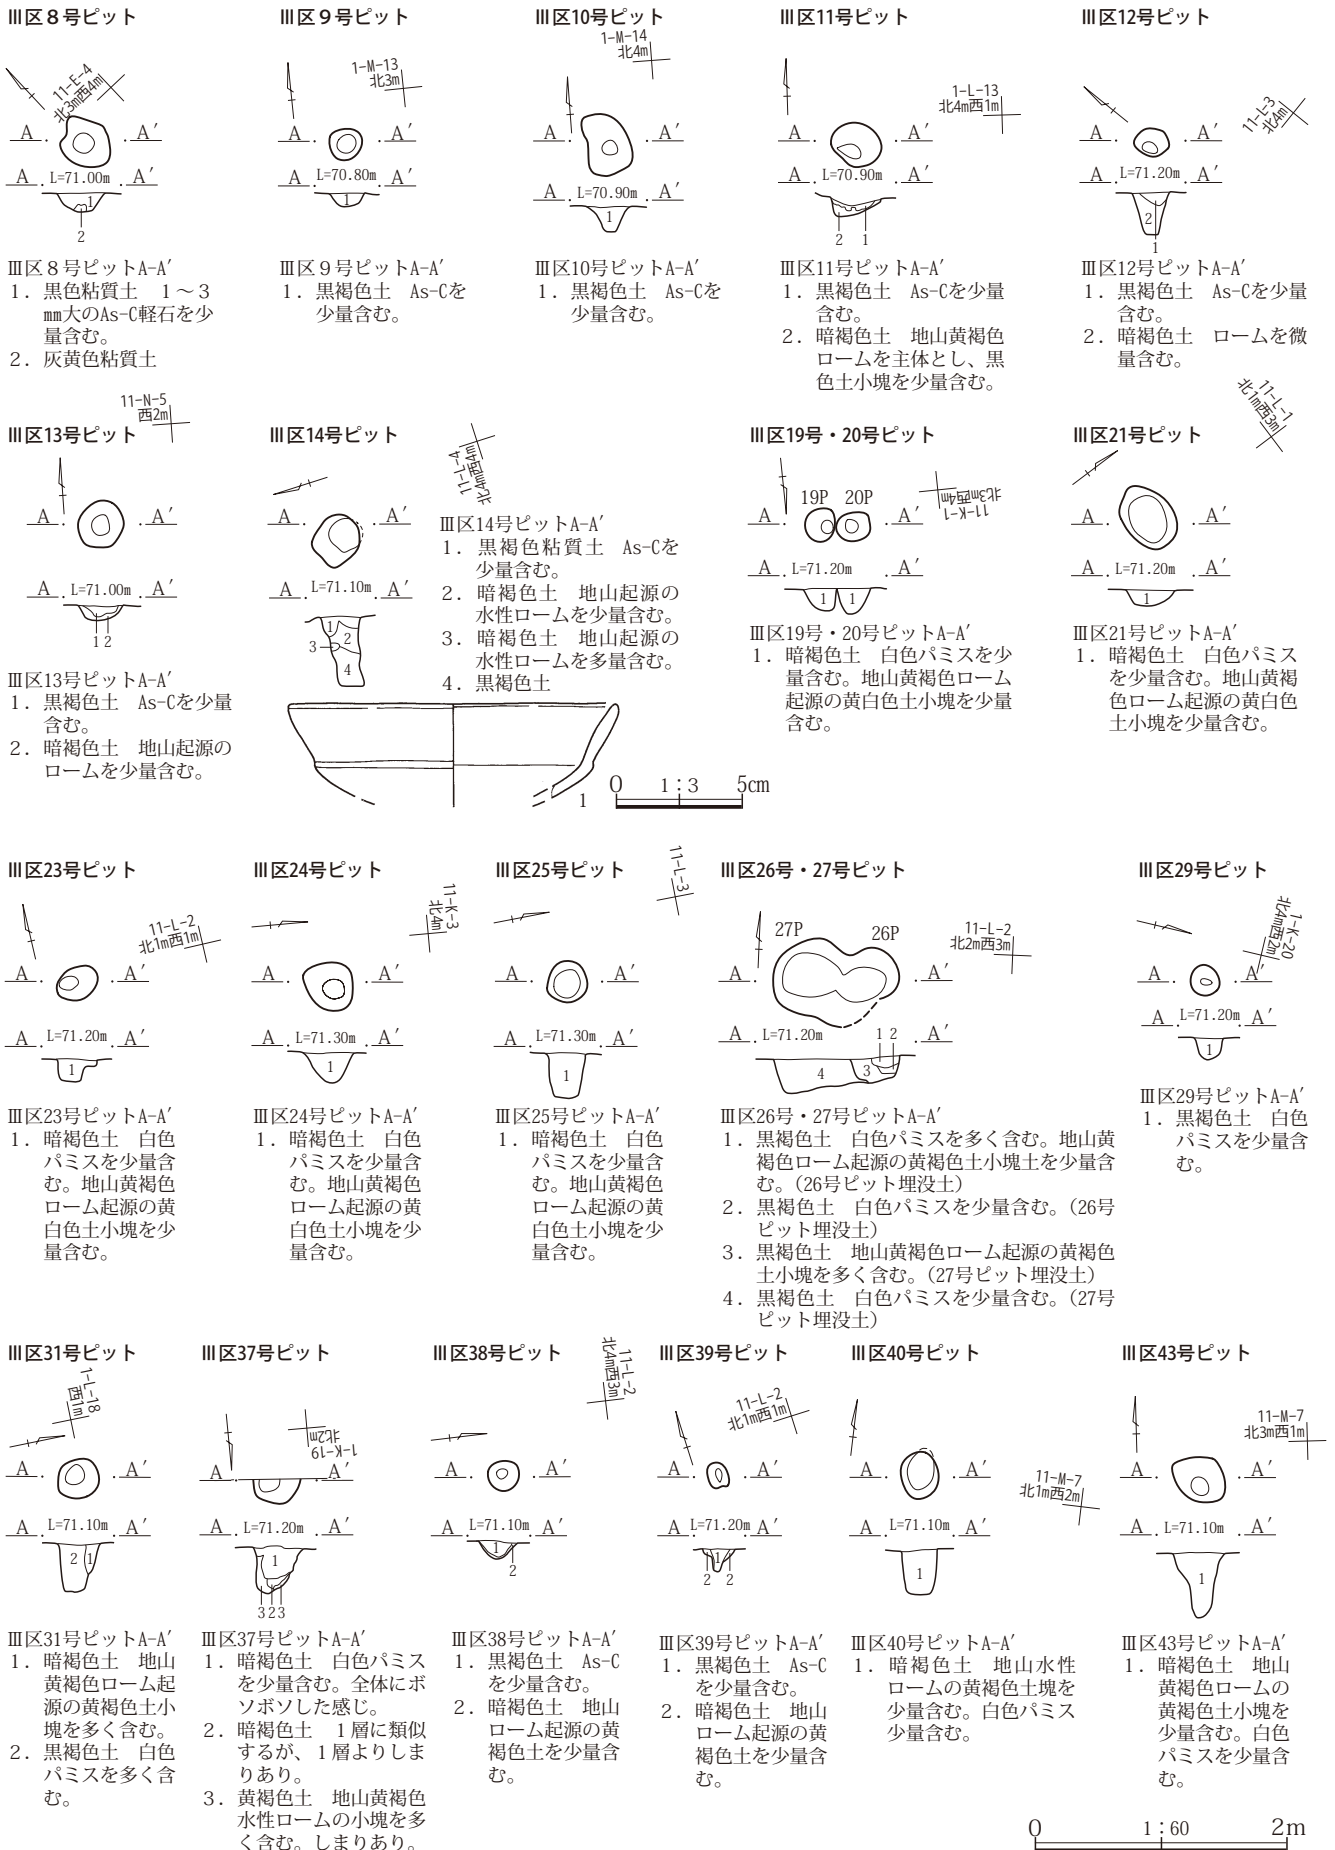 Ⅲ区８号ピット
11-E-4
北3m西4m
A
A′
A
L=71.00m
A′
1
2
Ⅲ区８号ピットA-A′
1．黒色粘質土　１～３
㎜大のAs-C軽石を少
量含む。
2．灰黄色粘質土
Ⅲ区９号ピット
1-M-13
北3m
A
A′
A
L=70.80m
A′
1
Ⅲ区９号ピットA-A′
1．黒褐色土　As-Cを
少量含む。
Ⅲ区10号ピット
1-M-14
北4m
A
A′
A
L=70.90m
A′
1
Ⅲ区10号ピットA-A′
1．黒褐色土　As-Cを
少量含む。
Ⅲ区11号ピット
1-L-13
北4m西1m
A
A′
A
L=70.90m
A′
2 1
Ⅲ区11号ピットA-A′
1．黒褐色土　As-Cを少量
含む。
2．暗褐色土　地山黄褐色
ロームを主体とし、黒
色土小塊を少量含む。
Ⅲ区12号ピット
11-L-3
北4m
A
A′
A
L=71.20m
A′
2
1
Ⅲ区12号ピットA-A′
1．黒褐色土　As-Cを少量
含む。
2．暗褐色土　ロームを微
量含む。
Ⅲ区13号ピット
11-N-5
西2m
A
A′
A
L=71.00m
A′
1 2
Ⅲ区13号ピットA-A′
1．黒褐色土　As-Cを少量
含む。
2．暗褐色土　地山起源の
ロームを少量含む。
Ⅲ区14号ピット
11-L-4
北4m西4m
A
A′
A
L=71.10m
A′
1
2
3
4
Ⅲ区14号ピットA-A′
1．黒褐色粘質土　As-Cを
少量含む。
2．暗褐色土　地山起源の
水性ロームを少量含む。
3．暗褐色土　地山起源の
水性ロームを多量含む。
4．黒褐色土
1
0　1：3　5cm
Ⅲ区19号・20号ピット
11-K-1
北3m西4m
19P　20P
A
A′
A
L=71.20m
A′
1 1
Ⅲ区19号・20号ピットA-A′
1．暗褐色土　白色パミスを少
量含む。地山黄褐色ローム
起源の黄白色土小塊を少量
含む。
Ⅲ区21号ピット
11-L-1
北1m西3m
A
A′
A
L=71.20m
A′
1
Ⅲ区21号ピットA-A′
1．暗褐色土　白色パミス
を少量含む。地山黄褐
色ローム起源の黄白色
土小塊を少量含む。
Ⅲ区23号ピット
11-L-2
北1m西1m
A
A′
A
L=71.20m
A′
1
Ⅲ区23号ピットA-A′
1．暗褐色土　白色
パミスを少量含
む。地山黄褐色
ローム起源の黄
白色土小塊を少
量含む。
Ⅲ区24号ピット
11-K-3
北4m
A
A′
A
L=71.30m
A′
1
Ⅲ区24号ピットA-A′
1．暗褐色土　白色
パミスを少量含
む。地山黄褐色
ローム起源の黄
白色土小塊を少
量含む。
Ⅲ区25号ピット
11-L-3
A
A′
A
L=71.30m
A′
1
Ⅲ区25号ピットA-A′
1．暗褐色土　白色
パミスを少量含
む。地山黄褐色
ローム起源の黄
白色土小塊を少
量含む。
Ⅲ区26号・27号ピット
11-L-2
北2m西3m
27P
26P
A
A′
A
L=71.20m
1 2
A′
4
3
Ⅲ区26号・27号ピットA-A′
1．黒褐色土　白色パミスを多く含む。地山黄
褐色ローム起源の黄褐色土小塊土を少量含
む。（26号ピット埋没土）
2．黒褐色土　白色パミスを少量含む。（26号
ピット埋没土）
3．黒褐色土　地山黄褐色ローム起源の黄褐色
土小塊を多く含む。（27号ピット埋没土）
4．黒褐色土　白色パミスを少量含む。（27号
ピット埋没土）
Ⅲ区29号ピット
1-K-20
北4m西2m
A
A′
A
L=71.20m
A′
1
Ⅲ区29号ピットA-A′
1．黒褐色土　白色
パミスを少量含
む。
Ⅲ区31号ピット
1-L-18
西1m
A
A′
A
L=71.10m
A′
2 1
Ⅲ区31号ピットA-A′
1．暗褐色土　地山
黄褐色ローム起
源の黄褐色土小
塊を多く含む。
2．黒褐色土　白色
パミスを多く含
む。
Ⅲ区37号ピット
1-K-19
北2m
A
A′
A
L=71.20m
A′
1
3 2 3
Ⅲ区37号ピットA-A′
1．暗褐色土　白色パミス
を少量含む。全体にボ
ソボソした感じ。
2．暗褐色土　１層に類似
するが、１層よりしま
りあり。
3．黄褐色土　地山黄褐色
水性ロームの小塊を多
く含む。しまりあり。
Ⅲ区38号ピット
11-L-2
北4m西3m
A
A′
A
L=71.10m
A′
1
2
Ⅲ区38号ピットA-A′
1．黒褐色土　As-C
を少量含む。
2．暗褐色土　地山
ローム起源の黄
褐色土を少量含
む。
Ⅲ区39号ピット
11-L-2
北1m西1m
A
A′
A
L=71.20m
A′
1
2 2
Ⅲ区39号ピットA-A′
1．黒褐色土　As-C
を少量含む。
2．暗褐色土　地山
ローム起源の黄
褐色土を少量含
む。
Ⅲ区40号ピット
11-M-7
北1m西2m
A
A′
A
L=71.10m
A′
1
Ⅲ区40号ピットA-A′
1．暗褐色土　地山水性
ロームの黄褐色土塊を
少量含む。白色パミス
少量含む。
Ⅲ区43号ピット
11-M-7
北3m西1m
A
A′
A
L=71.10m
A′
1
Ⅲ区43号ピットA-A′
1．暗褐色土　地山
黄褐色ロームの
黄褐色土小塊を
少量含む。白色
パミスを少量含
む。
0　1：60　2m